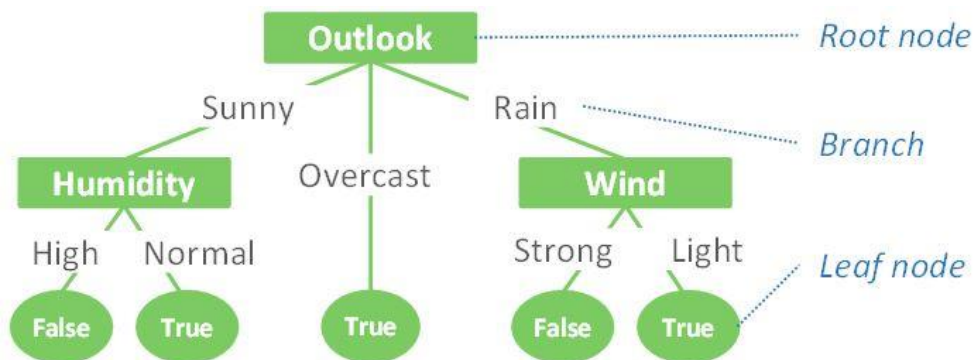 Outlook
Root node
Sunny
Rain
Branch
Humidity
Overcast
Wind
High
Normal
Strong
Light
Leaf node
False
True
True
False
True